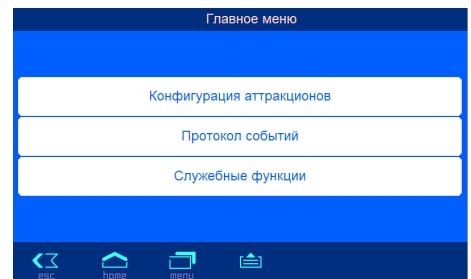 Главное меню
Конфигурация аттракционов
Протокол событий
Служебные функции
esc home menu